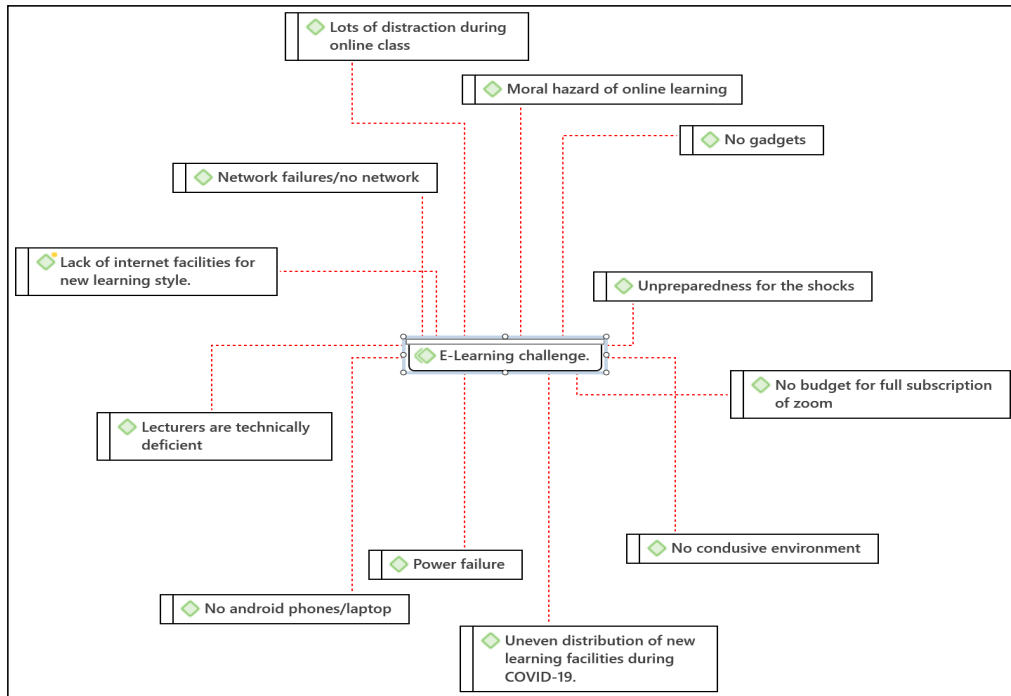 Lots of distraction during
online class
Moral hazard of online learning
No gadgets
Network failures/no network
Lack of internet facilities for
new learning style.
Unpreparedness for the shocks
E-Learning challenge.
No budget for full subscription
of zoom
Lecturers are technically
deficient
No condusive environment
Power failure
No android phones/laptop
Uneven distribution of new
learning facilities during
COVID-19.